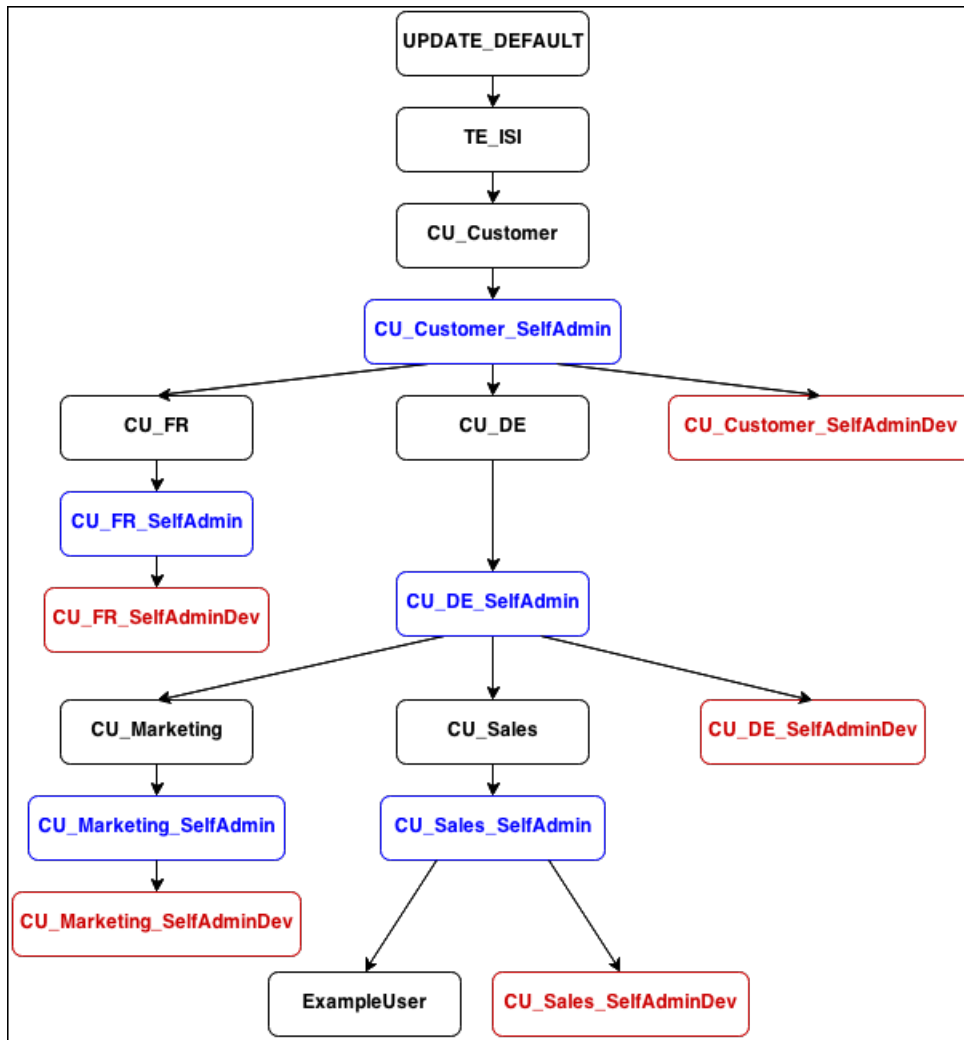 UPDATE_DEFAULT
TE_ISI
CU_Customer
CU_Customer_SelfAdmin
CU_FR
CU_DE
CU_Customer_SelfAdminDev
CU_FR_SelfAdmin
CU_DE_SelfAdmin
CU_FR_SelfAdminDev
CU_Marketing
CU_Sales
CU_DE_SelfAdminDev
CU_Marketing_SelfAdmin
CU_Sales_SelfAdmin
CU_Marketing_SelfAdminDev
ExampleUser
CU_Sales_SelfAdminDev